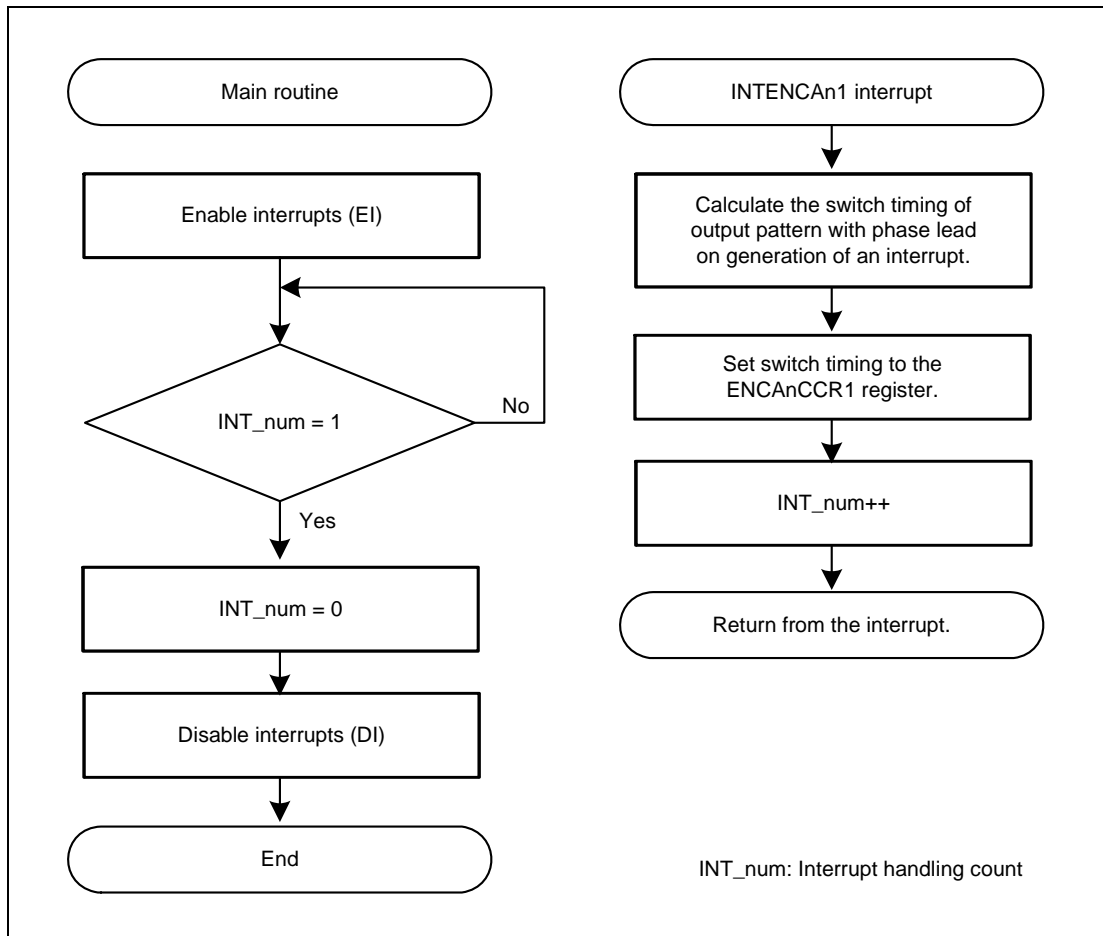 Main routine
Enable interrupts (EI)
INT_num = 1
No
Yes
INT_num = 0
Disable interrupts (DI)
End
INTENCAn1 interrupt
Calculate the switch timing of
output pattern with phase lead
on generation of an interrupt.
Set switch timing to the
ENCAnCCR1 register.
INT_num++
Return from the interrupt.
INT_num: Interrupt handling count